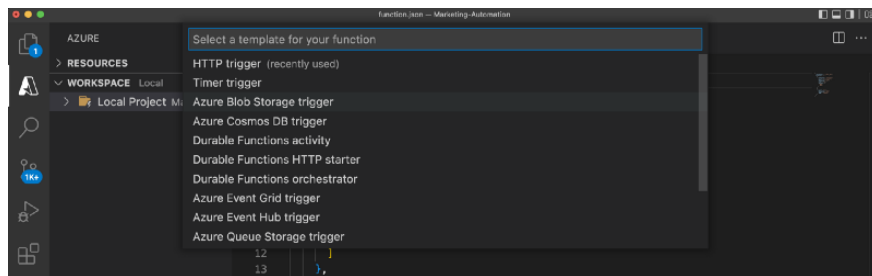 function.json — Marketing-Automation
AZURE
Select a template for your function
RESOURCES
HTTP trigger (recently used)
WORKSPACE Local
Timer trigger
Local Project
Azure Blob Storage trigger
Azure Cosmos DB trigger
Durable Functions activity
Durable Functions HTTP starter
1K+
Durable Functions orchestrator
Azure Event Grid trigger
Azure Event Hub trigger
Azure Queue Storage trigger
12 ]
13 },
1